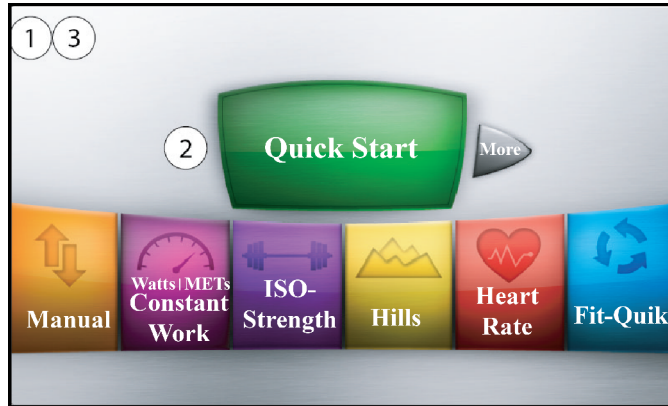 1 3
2
Quick Start
More
Manual
Watts|METs
Constant
Work
ISO-
Strength
Hills
Heart
Rate
Fit-Quik